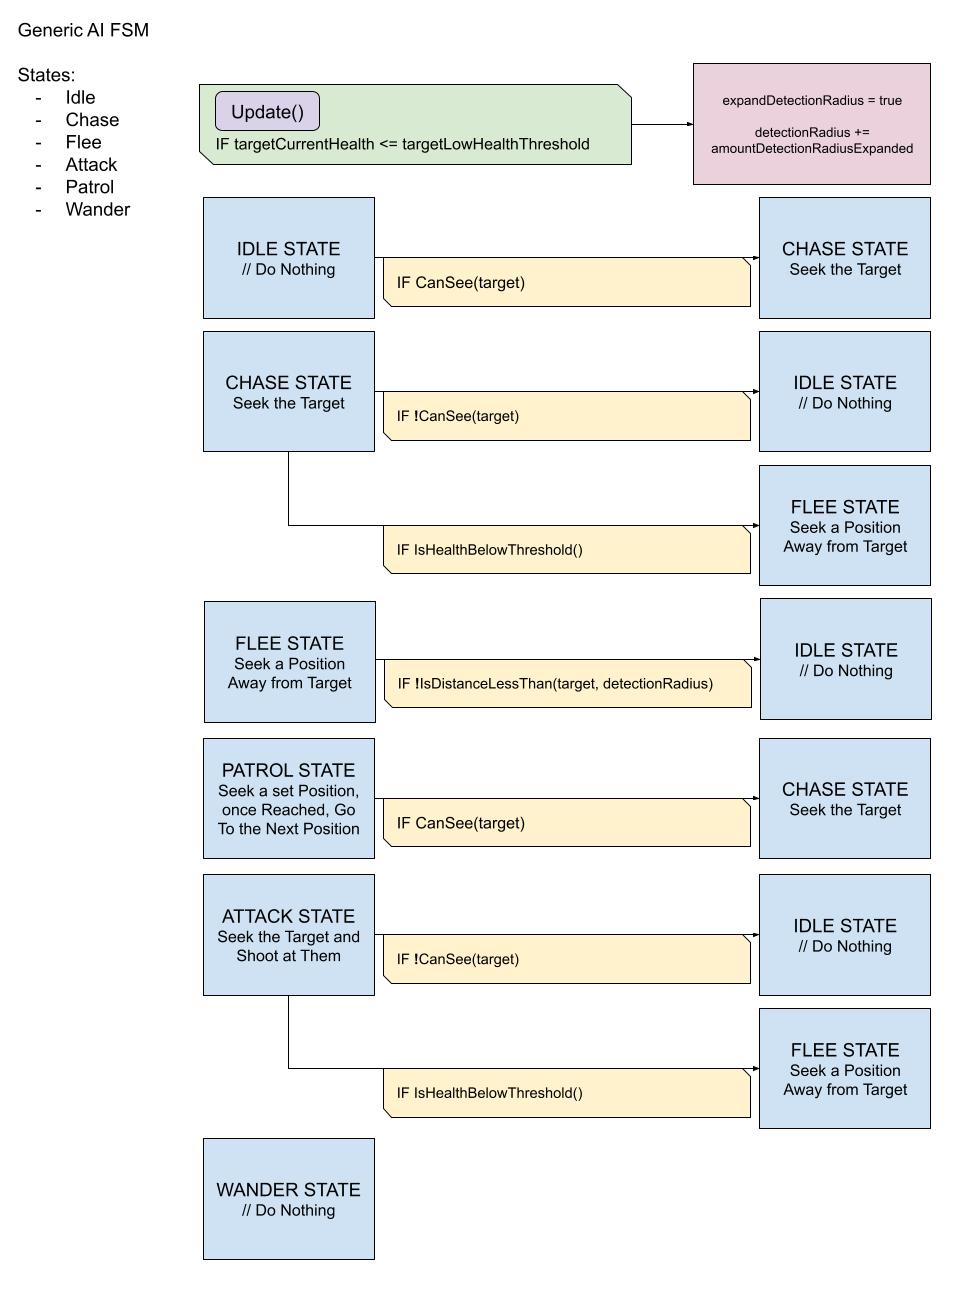 Generic AI FSM
States:
- Idle
- Chase
- Flee
- Attack
- Patrol
- Wander
Update()
IF targetCurrentHealth <= targetLowHealthThreshold
expandDetectionRadius = true
detectionRadius +=
amountDetectionRadiusExpanded
IDLE STATE
// Do Nothing
IF CanSee(target)
CHASE STATE
Seek the Target
CHASE STATE
Seek the Target
IF !CanSee(target)
IDLE STATE
// Do Nothing
IF IsHealthBelowThreshold()
FLEE STATE
Seek a Position
Away from Target
FLEE STATE
Seek a Position
Away from Target
IF !IsDistanceLessThan(target, detectionRadius)
IDLE STATE
// Do Nothing
PATROL STATE
Seek a set Position,
once Reached, Go
To the Next Position
IF CanSee(target)
CHASE STATE
Seek the Target
ATTACK STATE
Seek the Target and
Shoot at Them
IF !CanSee(target)
IDLE STATE
// Do Nothing
IF IsHealthBelowThreshold()
FLEE STATE
Seek a Position
Away from Target
WANDER STATE
// Do Nothing